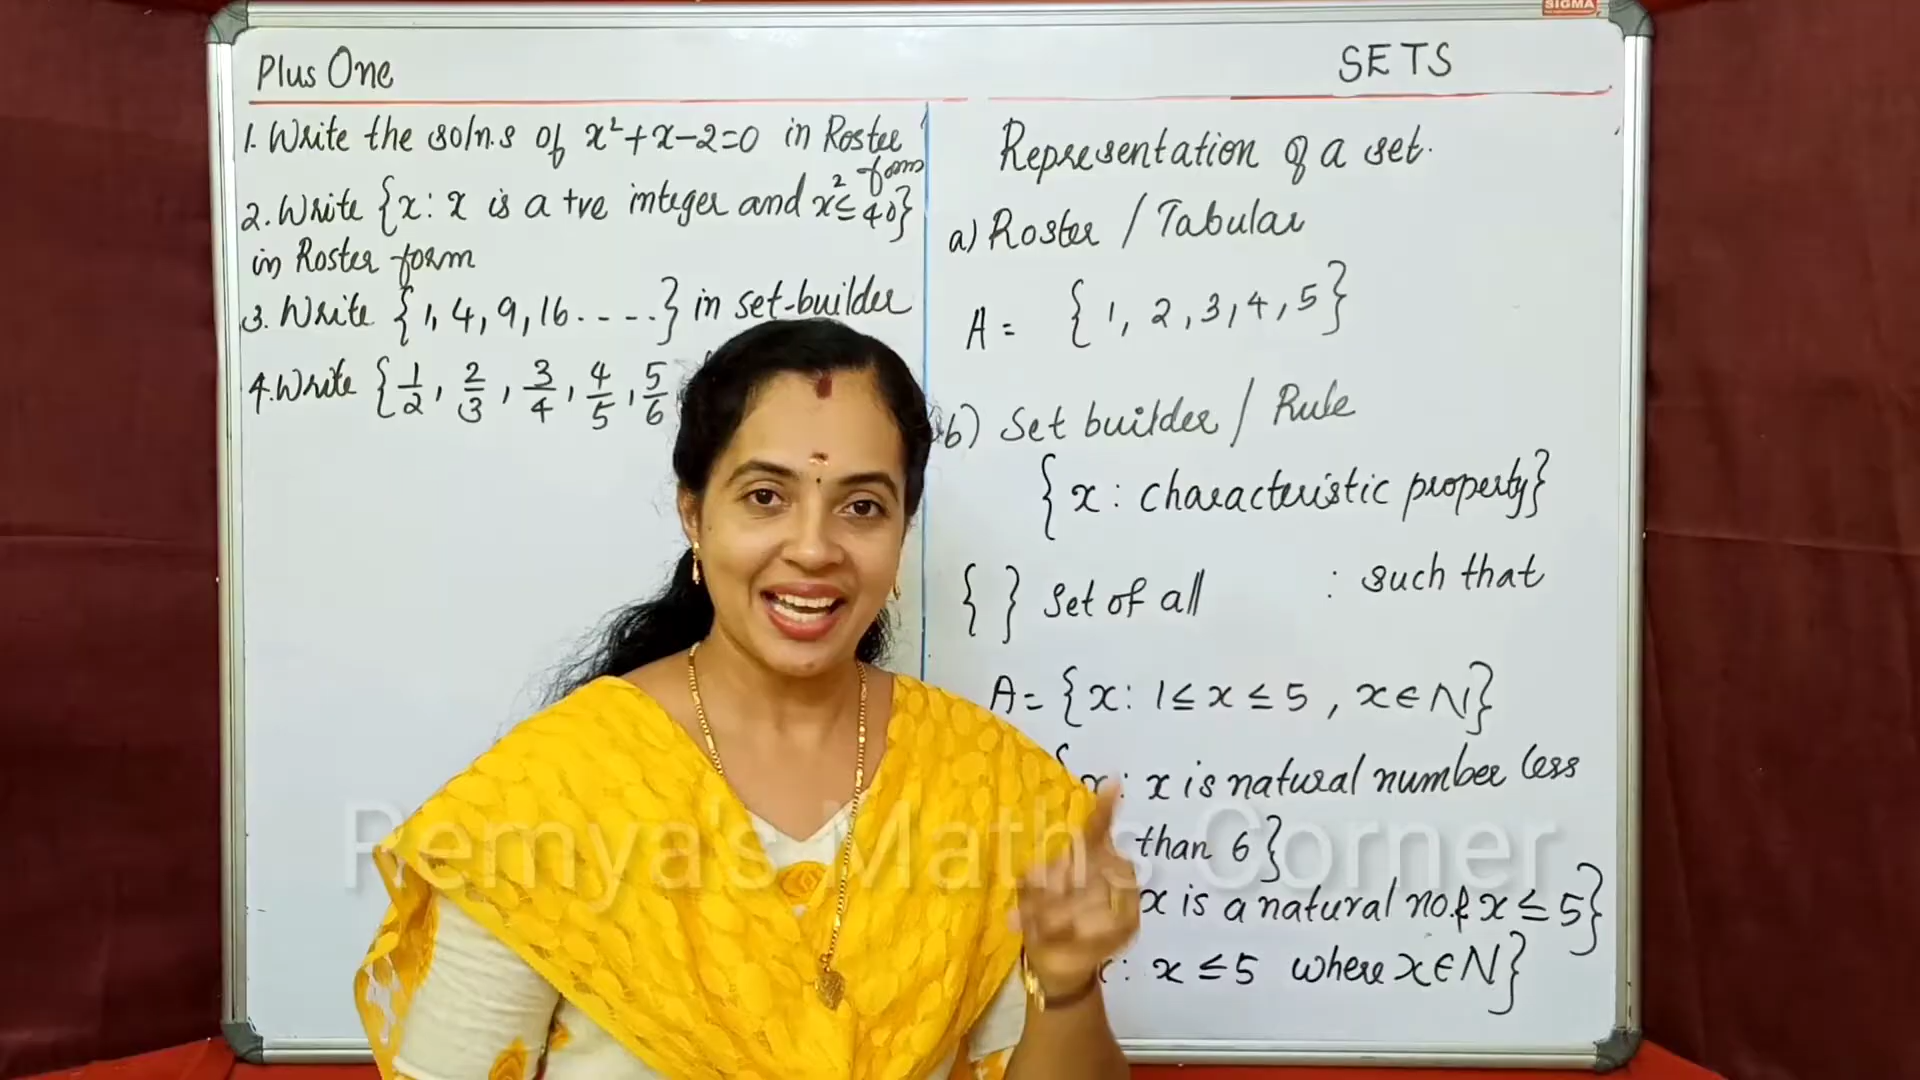 SIGMA
Plus One
SETS
1. Write the soln.s of x²+x-2=0 in Roster
form
2. Write {x: x is a +ve integer and x² ≤ 40}
in Roster form
3. Write {1, 4, 9, 16.....} in set-builder
4. Write {1/2, 2/3, 3/4, 4/5, 5/6
Representation of a set.
a) Roster / Tabular
A = {1, 2, 3, 4, 5}
b) Set builder / Rule
{x : characteristic property}
{ } set of all : such that
A = {x: 1 ≤ x ≤ 5, x ∈ N}
{x: x is natural number less
than 6}
x is a natural no. & x ≤ 5}
x: x ≤ 5 where x ∈ N}
Remya's Maths Corner